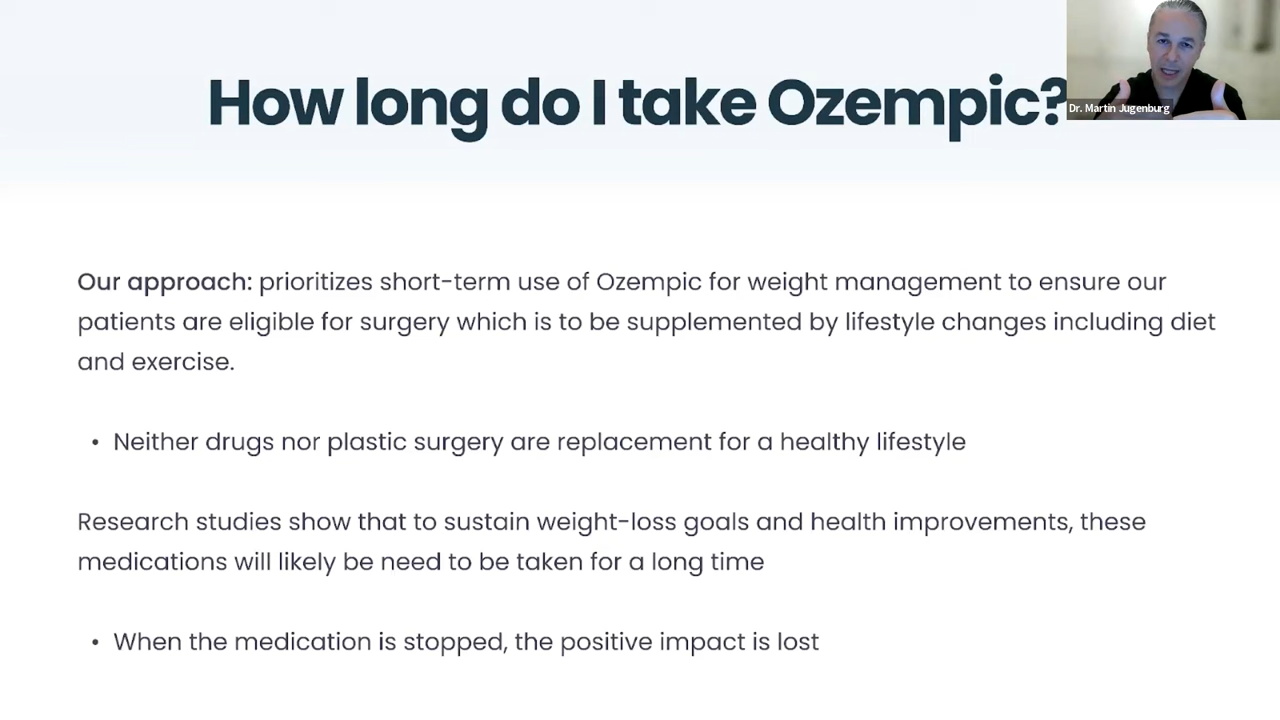 How long do I take Ozempic?
Dr. Martin Jugenburg
Our approach: prioritizes short-term use of Ozempic for weight management to ensure our
patients are eligible for surgery which is to be supplemented by lifestyle changes including diet
and exercise.
• Neither drugs nor plastic surgery are replacement for a healthy lifestyle
Research studies show that to sustain weight-loss goals and health improvements, these
medications will likely be need to be taken for a long time
• When the medication is stopped, the positive impact is lost